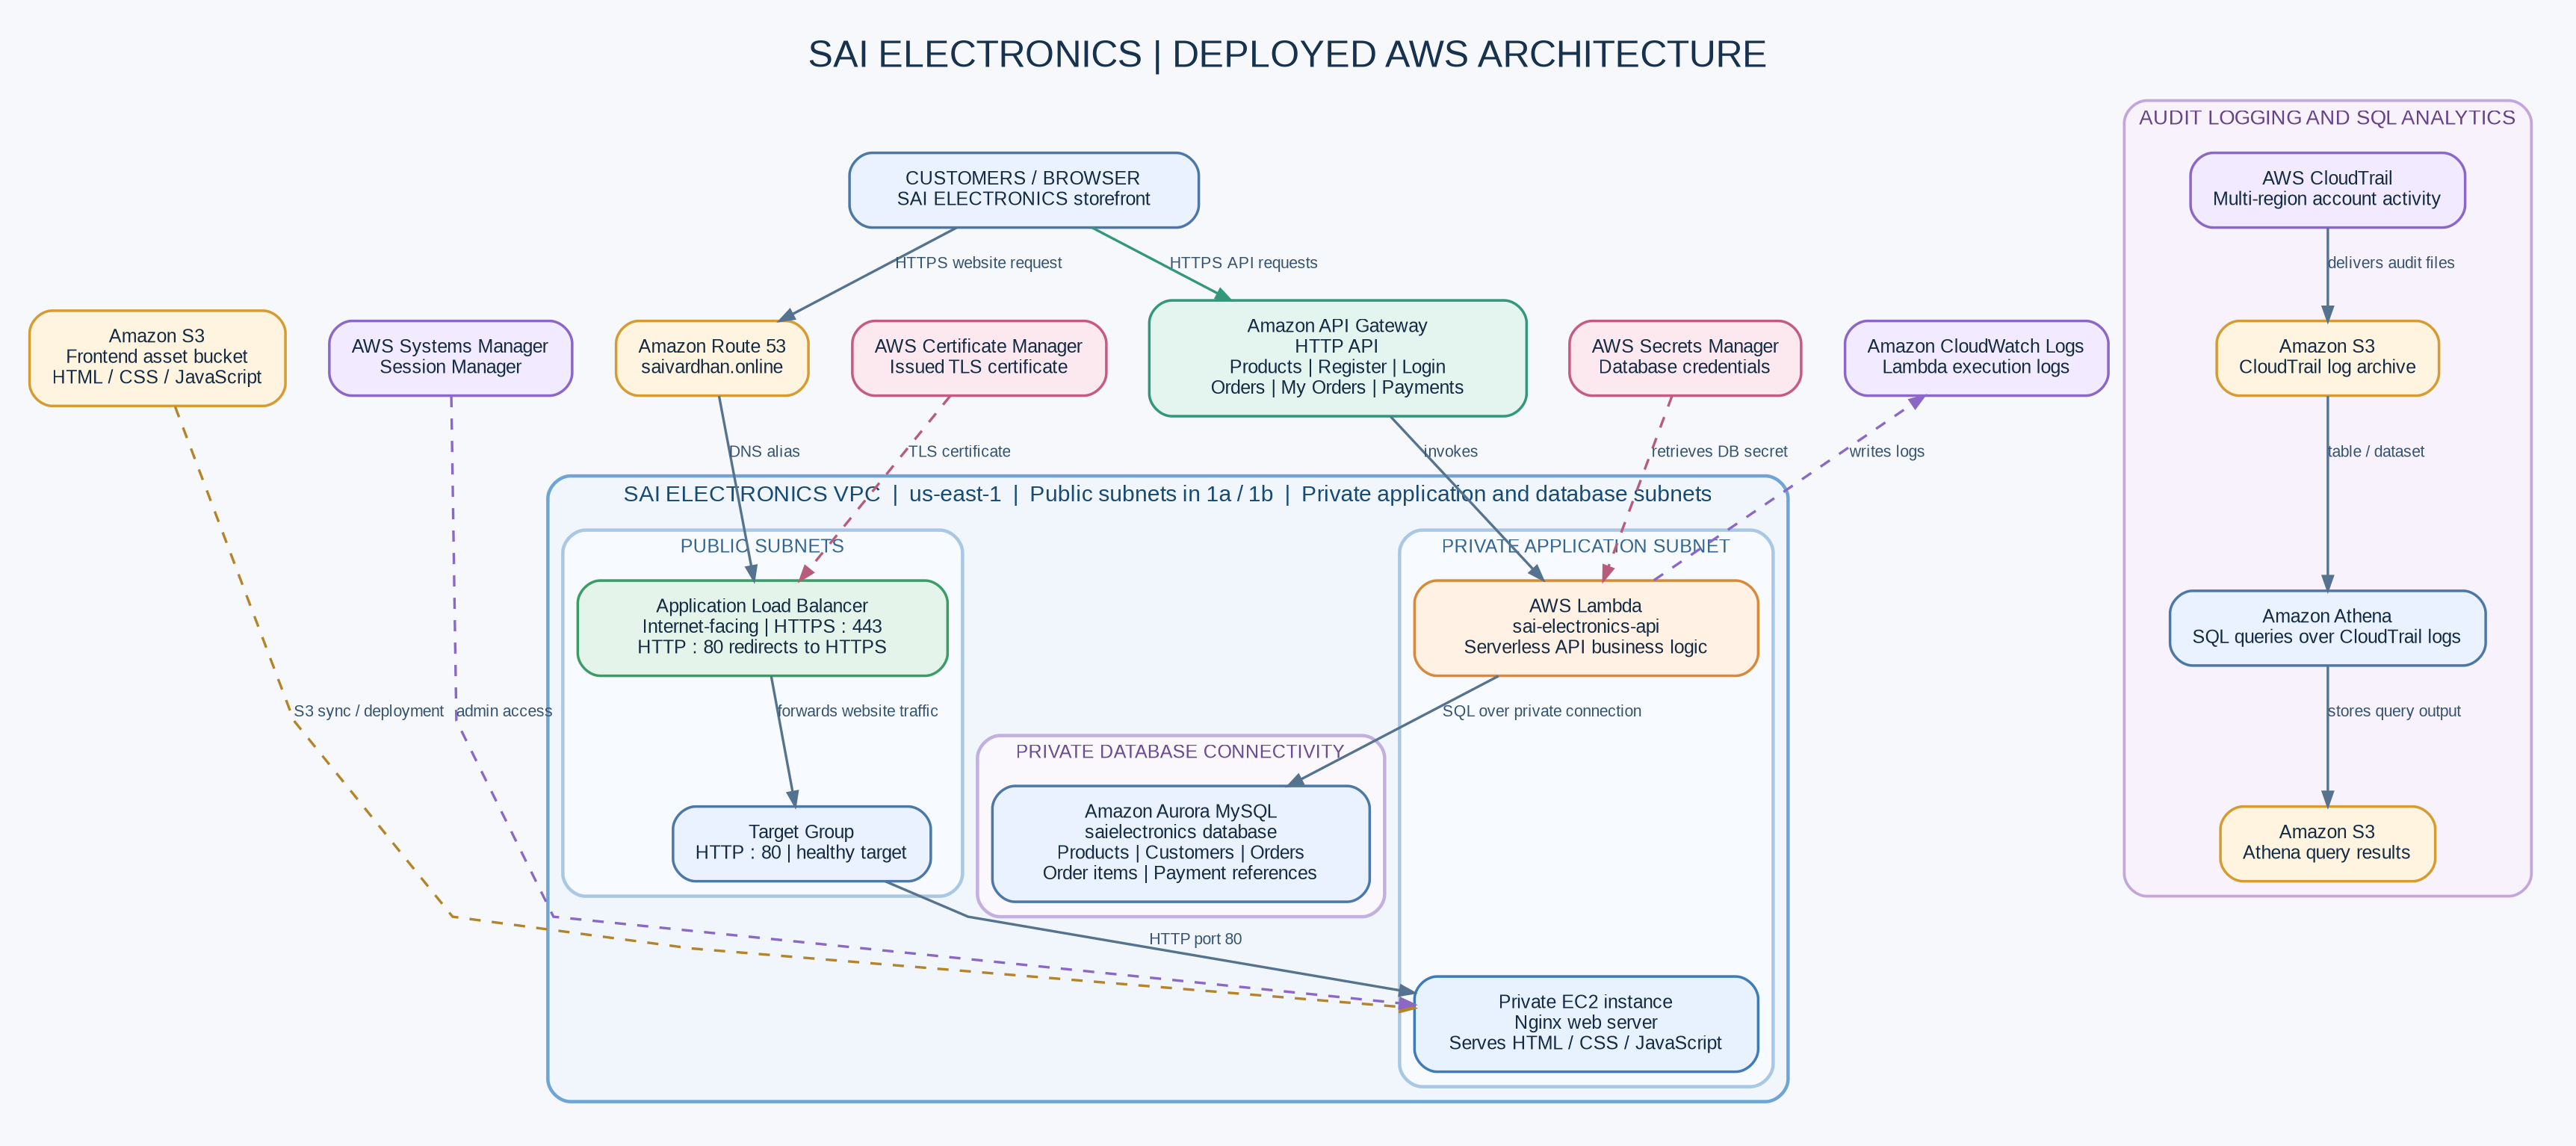 SAI ELECTRONICS | DEPLOYED AWS ARCHITECTURE
AUDIT LOGGING AND SQL ANALYTICS
CUSTOMERS / BROWSER
SAI ELECTRONICS storefront
AWS CloudTrail
Multi-region account activity
HTTPS website request
HTTPS API requests
delivers audit files
Amazon S3
Frontend asset bucket
HTML / CSS / JavaScript
AWS Systems Manager
Session Manager
Amazon Route 53
saivardhan.online
AWS Certificate Manager
Issued TLS certificate
Amazon API Gateway
HTTP API
Products | Register | Login
Orders | My Orders | Payments
AWS Secrets Manager
Database credentials
Amazon CloudWatch Logs
Lambda execution logs
Amazon S3
CloudTrail log archive
DNS alias
TLS certificate
invokes
retrieves DB secret
writes logs
table / dataset
SAI ELECTRONICS VPC | us-east-1 | Public subnets in 1a / 1b | Private application and database subnets
PUBLIC SUBNETS
PRIVATE APPLICATION SUBNET
Application Load Balancer
Internet-facing | HTTPS : 443
HTTP : 80 redirects to HTTPS
AWS Lambda
sai-electronics-api
Serverless API business logic
Amazon Athena
SQL queries over CloudTrail logs
S3 sync / deployment
admin access
forwards website traffic
SQL over private connection
stores query output
PRIVATE DATABASE CONNECTIVITY
Target Group
HTTP : 80 | healthy target
Amazon Aurora MySQL
saielectronics database
Products | Customers | Orders
Order items | Payment references
Amazon S3
Athena query results
HTTP port 80
Private EC2 instance
Nginx web server
Serves HTML / CSS / JavaScript